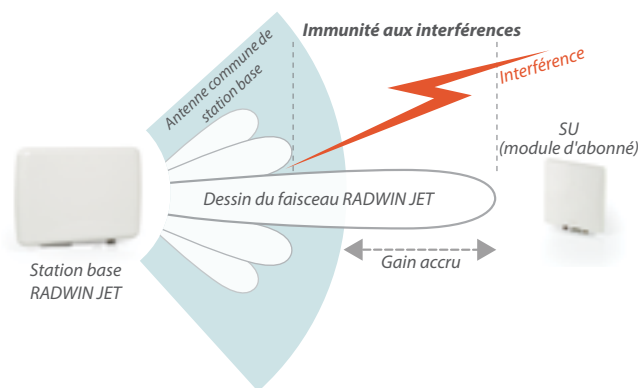 Immunité aux interférences
Antenne commune de
station base
Interférence
SU
(module d'abonné)
Dessin du faisceau RADWIN JET
Gain accru
Station base
RADWIN JET